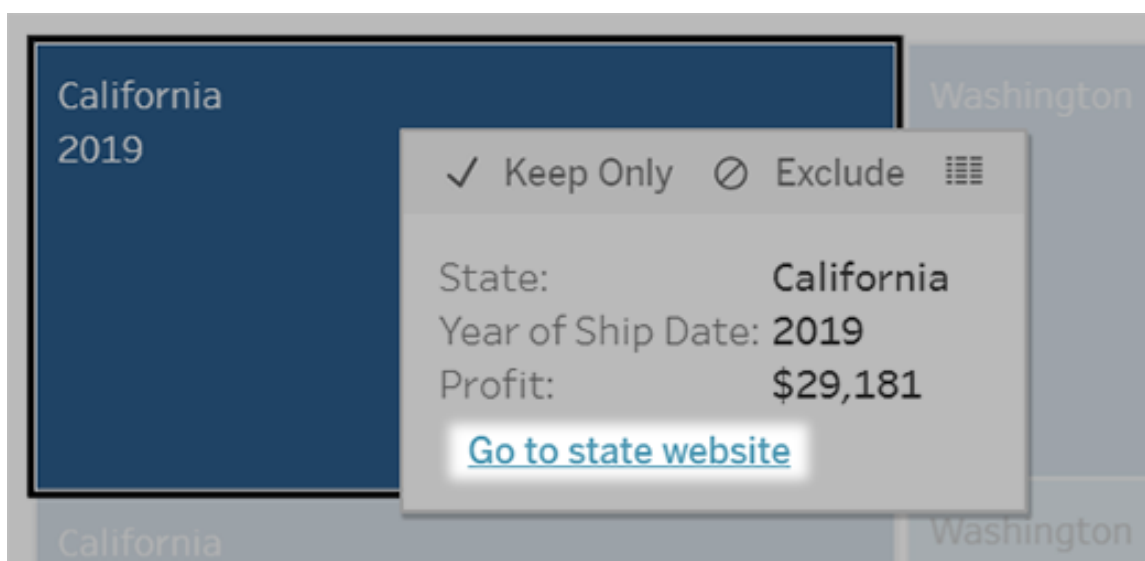 California
2019
Washington
Keep Only Exclude
State: California
Year of Ship Date: 2019
Profit: $29,181
Go to state website
California
Washington